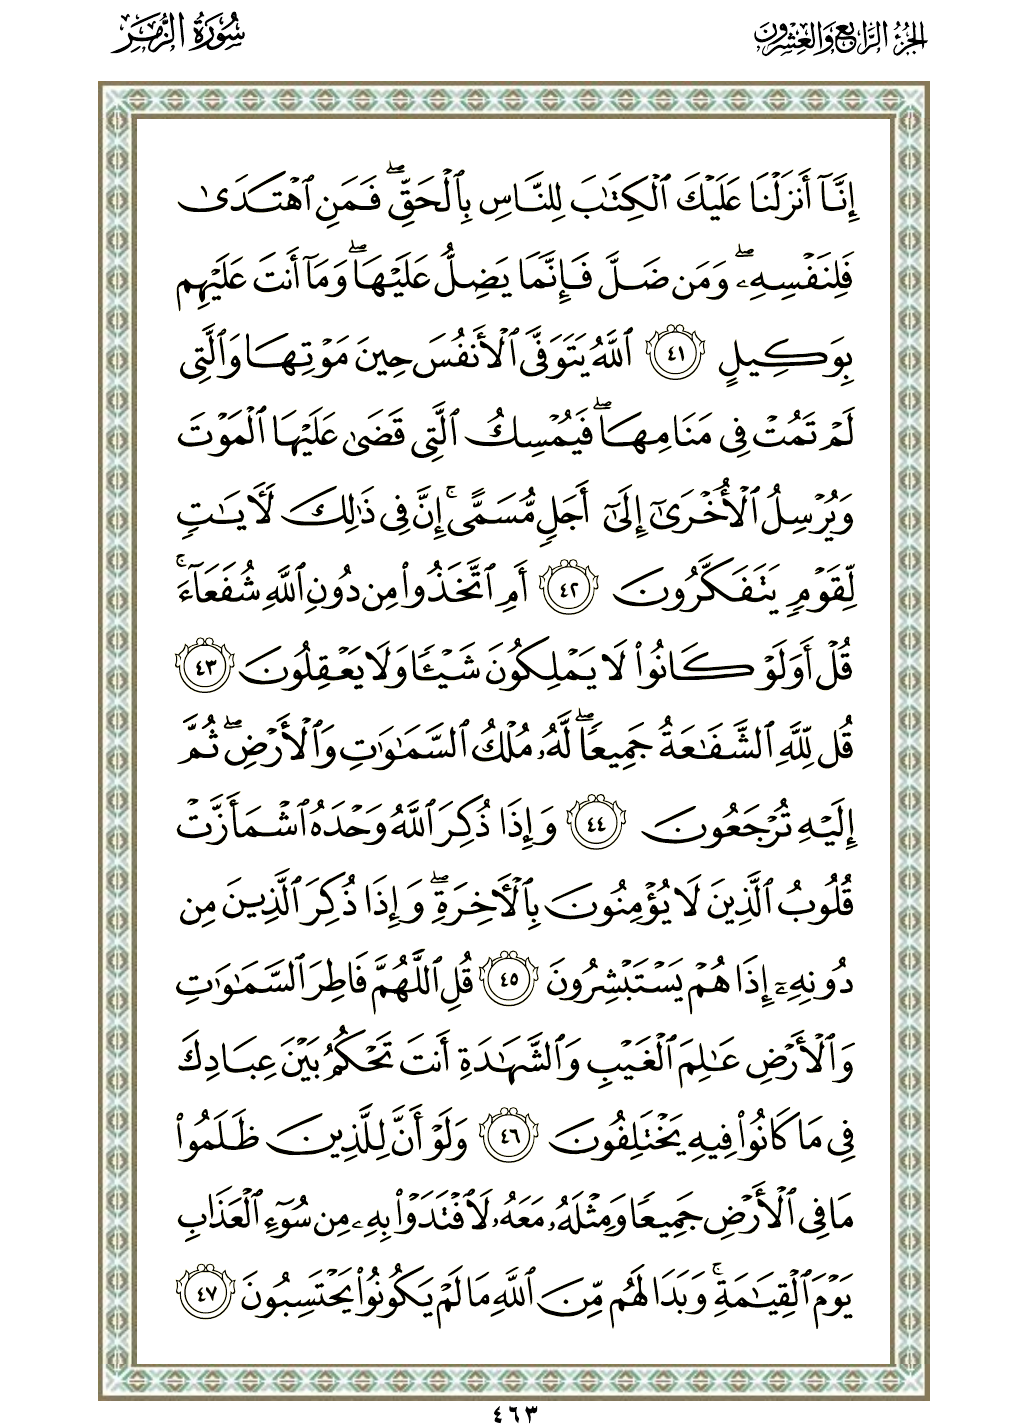 الجزء الرابع والعشرون
سورة الزمر
إِنَّآ أَنزَلْنَا عَلَيْكَ ٱلْكِتَٰبَ لِلنَّاسِ بِٱلْحَقِّ ۖ فَمَنِ ٱهْتَدَىٰ
فَلِنَفْسِهِۦ ۖ وَمَن ضَلَّ فَإِنَّمَا يَضِلُّ عَلَيْهَا ۖ وَمَآ أَنتَ عَلَيْهِم
بِوَكِيلٍ ٤١ ٱللَّهُ يَتَوَفَّى ٱلْأَنفُسَ حِينَ مَوْتِهَا وَٱلَّتِى
لَمْ تَمُتْ فِى مَنَامِهَا ۖ فَيُمْسِكُ ٱلَّتِى قَضَىٰ عَلَيْهَا ٱلْمَوْتَ
وَيُرْسِلُ ٱلْأُخْرَىٰٓ إِلَىٰٓ أَجَلٍ مُّسَمًّى ۚ إِنَّ فِى ذَٰلِكَ لَـَٔايَٰتٍ
لِّقَوْمٍ يَتَفَكَّرُونَ ٤٢ أَمِ ٱتَّخَذُوا۟ مِن دُونِ ٱللَّهِ شُفَعَآءَ ۚ
قُلْ أَوَلَوْ كَانُوا۟ لَا يَمْلِكُونَ شَيْـًٔا وَلَا يَعْقِلُونَ ٤٣
قُل لِّلَّهِ ٱلشَّفَٰعَةُ جَمِيعًا ۖ لَّهُۥ مُلْكُ ٱلسَّمَٰوَٰتِ وَٱلْأَرْضِ ۖ ثُمَّ
إِلَيْهِ تُرْجَعُونَ ٤٤ وَإِذَا ذُكِرَ ٱللَّهُ وَحْدَهُ ٱشْمَأَزَّتْ
قُلُوبُ ٱلَّذِينَ لَا يُؤْمِنُونَ بِٱلْـَٔاخِرَةِ ۖ وَإِذَا ذُكِرَ ٱلَّذِينَ مِن
دُونِهِۦٓ إِذَا هُمْ يَسْتَبْشِرُونَ ٤٥ قُلِ ٱللَّهُمَّ فَاطِرَ ٱلسَّمَٰوَٰتِ
وَٱلْأَرْضِ عَٰلِمَ ٱلْغَيْبِ وَٱلشَّهَٰدَةِ أَنتَ تَحْكُمُ بَيْنَ عِبَادِكَ
فِى مَا كَانُوا۟ فِيهِ يَخْتَلِفُونَ ٤٦ وَلَوْ أَنَّ لِلَّذِينَ ظَلَمُوا۟
مَا فِى ٱلْأَرْضِ جَمِيعًا وَمِثْلَهُۥ مَعَهُۥ لَٱفْتَدَوْا۟ بِهِۦ مِن سُوٓءِ ٱلْعَذَابِ
يَوْمَ ٱلْقِيَٰمَةِ ۚ وَبَدَا لَهُم مِّنَ ٱللَّهِ مَا لَمْ يَكُونُوا۟ يَحْتَسِبُونَ ٤٧
٤٦٣